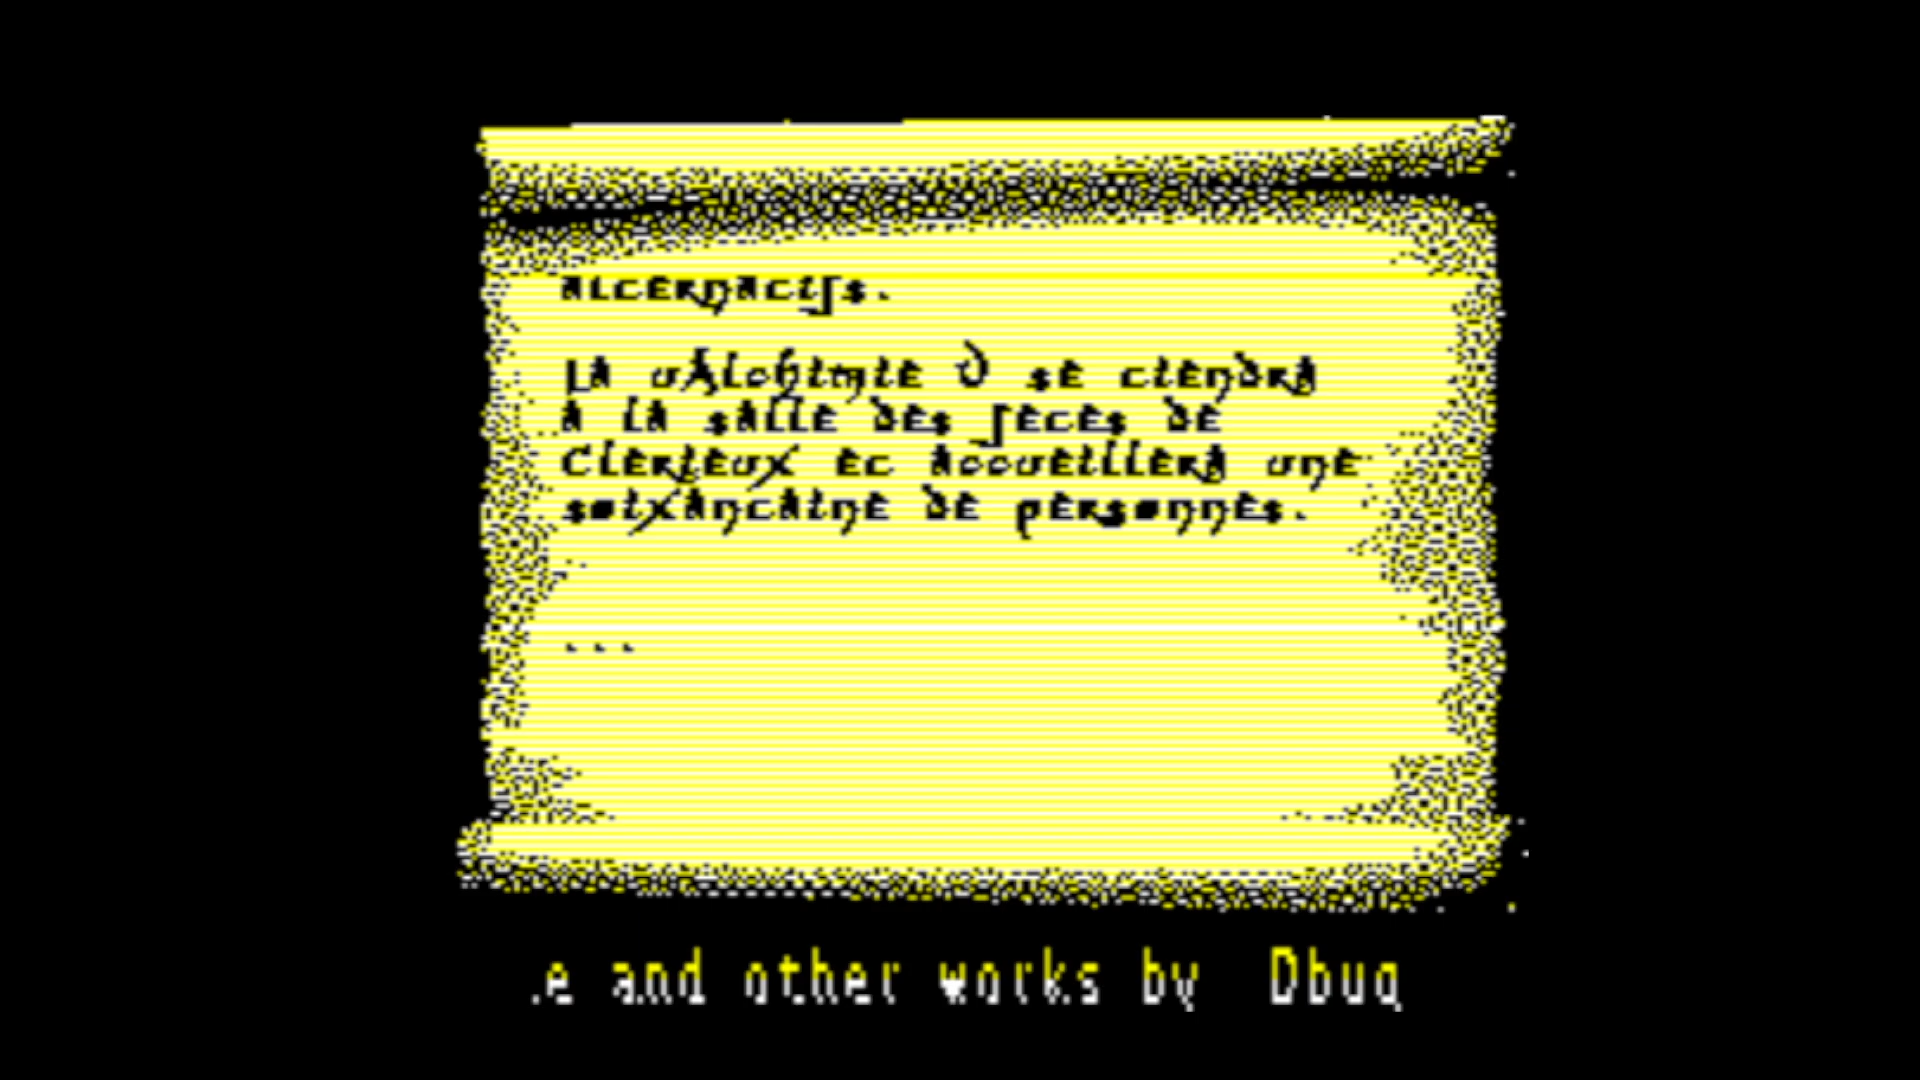 alternatifs.
La vAlchimie V se tiendra
a la salle des fetes de
Clerieux et accueillera une
soixantaine de personnes.
...
.e and other works by Dbug